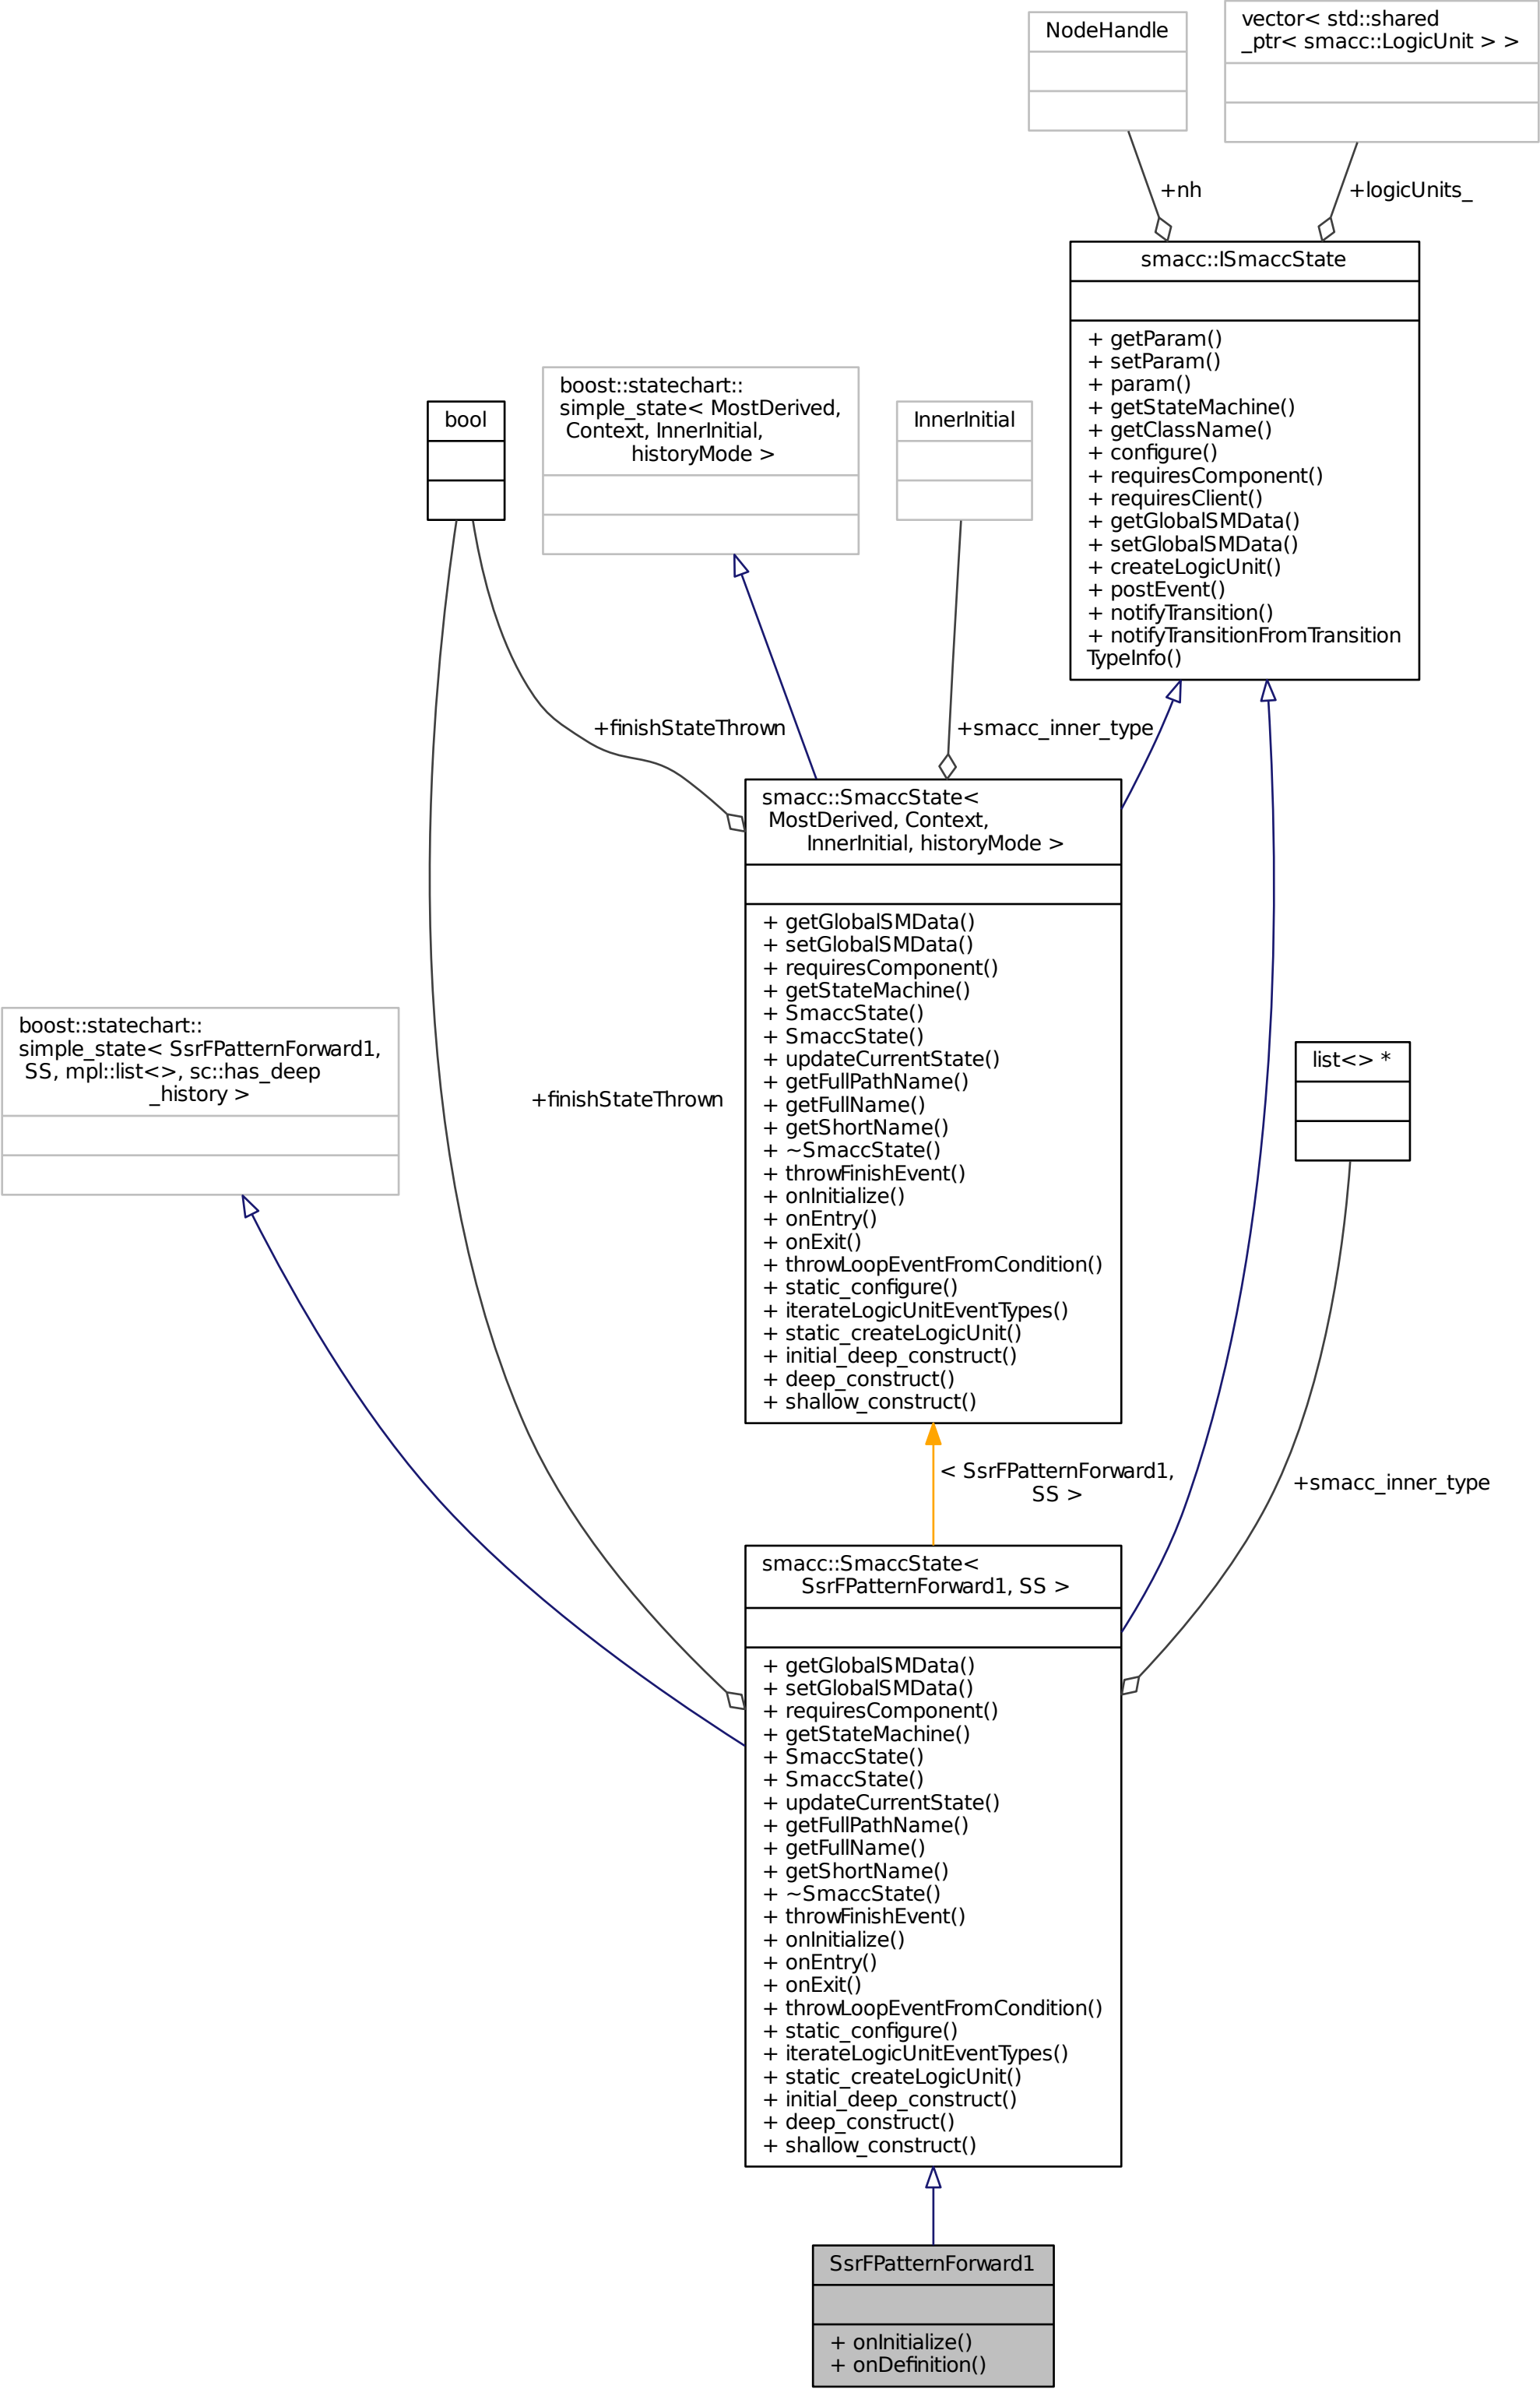 NodeHandle
vector< std::shared
_ptr< smacc::LogicUnit > >
+nh
+logicUnits_
smacc::ISmaccState
+ getParam()
+ setParam()
+ param()
+ getStateMachine()
+ getClassName()
+ configure()
+ requiresComponent()
+ requiresClient()
+ getGlobalSMData()
+ setGlobalSMData()
+ createLogicUnit()
+ postEvent()
+ notifyTransition()
+ notifyTransitionFromTransition
TypeInfo()
bool
boost::statechart::
simple_state< MostDerived,
Context, InnerInitial,
historyMode >
InnerInitial
+finishStateThrown
+smacc_inner_type
smacc::SmaccState<
MostDerived, Context,
InnerInitial, historyMode >
+ getGlobalSMData()
+ setGlobalSMData()
+ requiresComponent()
+ getStateMachine()
+ SmaccState()
+ SmaccState()
+ updateCurrentState()
+ getFullPathName()
+ getFullName()
+ getShortName()
+ ~SmaccState()
+ throwFinishEvent()
+ onInitialize()
+ onEntry()
+ onExit()
+ throwLoopEventFromCondition()
+ static_configure()
+ iterateLogicUnitEventTypes()
+ static_createLogicUnit()
+ initial_deep_construct()
+ deep_construct()
+ shallow_construct()
boost::statechart::
simple_state< SsrFPatternForward1,
SS, mpl::list<>, sc::has_deep
_history >
+finishStateThrown
list<> *
< SsrFPatternForward1,
SS >
+smacc_inner_type
smacc::SmaccState<
SsrFPatternForward1, SS >
+ getGlobalSMData()
+ setGlobalSMData()
+ requiresComponent()
+ getStateMachine()
+ SmaccState()
+ SmaccState()
+ updateCurrentState()
+ getFullPathName()
+ getFullName()
+ getShortName()
+ ~SmaccState()
+ throwFinishEvent()
+ onInitialize()
+ onEntry()
+ onExit()
+ throwLoopEventFromCondition()
+ static_configure()
+ iterateLogicUnitEventTypes()
+ static_createLogicUnit()
+ initial_deep_construct()
+ deep_construct()
+ shallow_construct()
SsrFPatternForward1
+ onInitialize()
+ onDefinition()